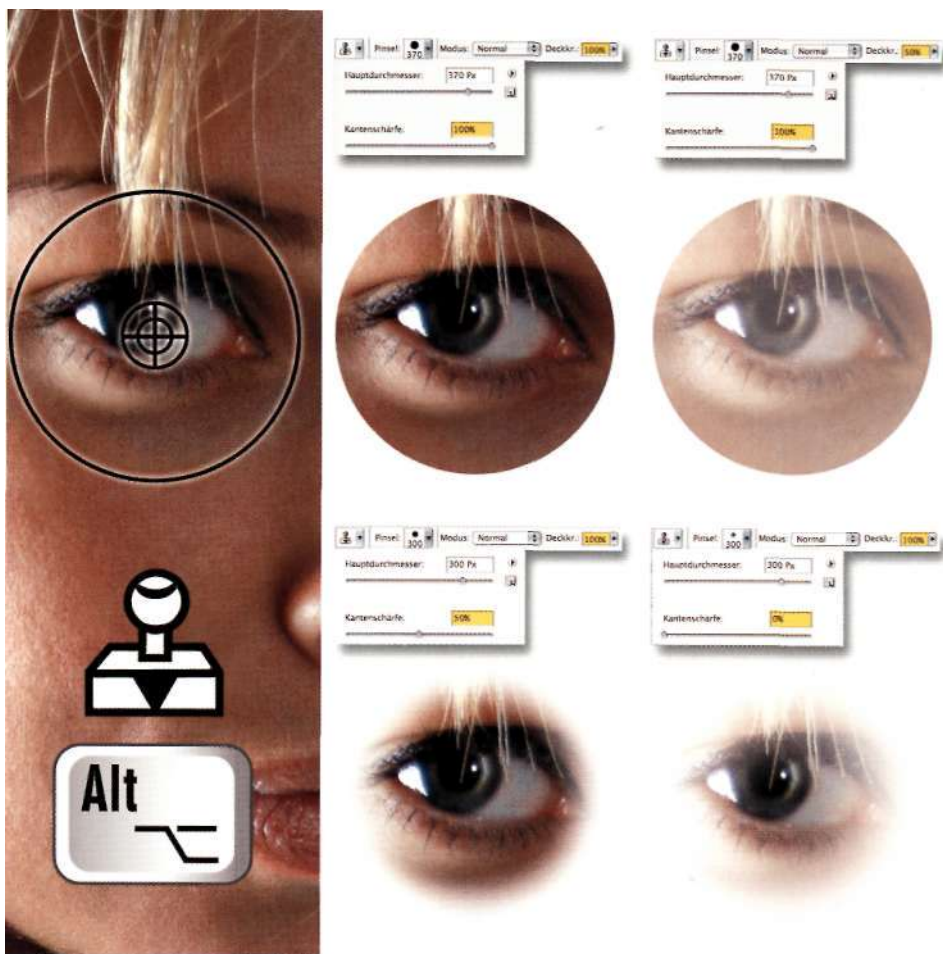 Pinsel: 370 Modus: Normal Deckkr.: 100%
Hauptdurchmesser: 370 Px
Kantenschärfe: 100%
Pinsel: 370 Modus: Normal Deckkr.: 50%
Hauptdurchmesser: 370 Px
Kantenschärfe: 100%
Pinsel: 300 Modus: Normal Deckkr.: 100%
Hauptdurchmesser: 300 Px
Kantenschärfe: 50%
Pinsel: 300 Modus: Normal Deckkr.: 100%
Hauptdurchmesser: 300 Px
Kantenschärfe: 0%
Alt